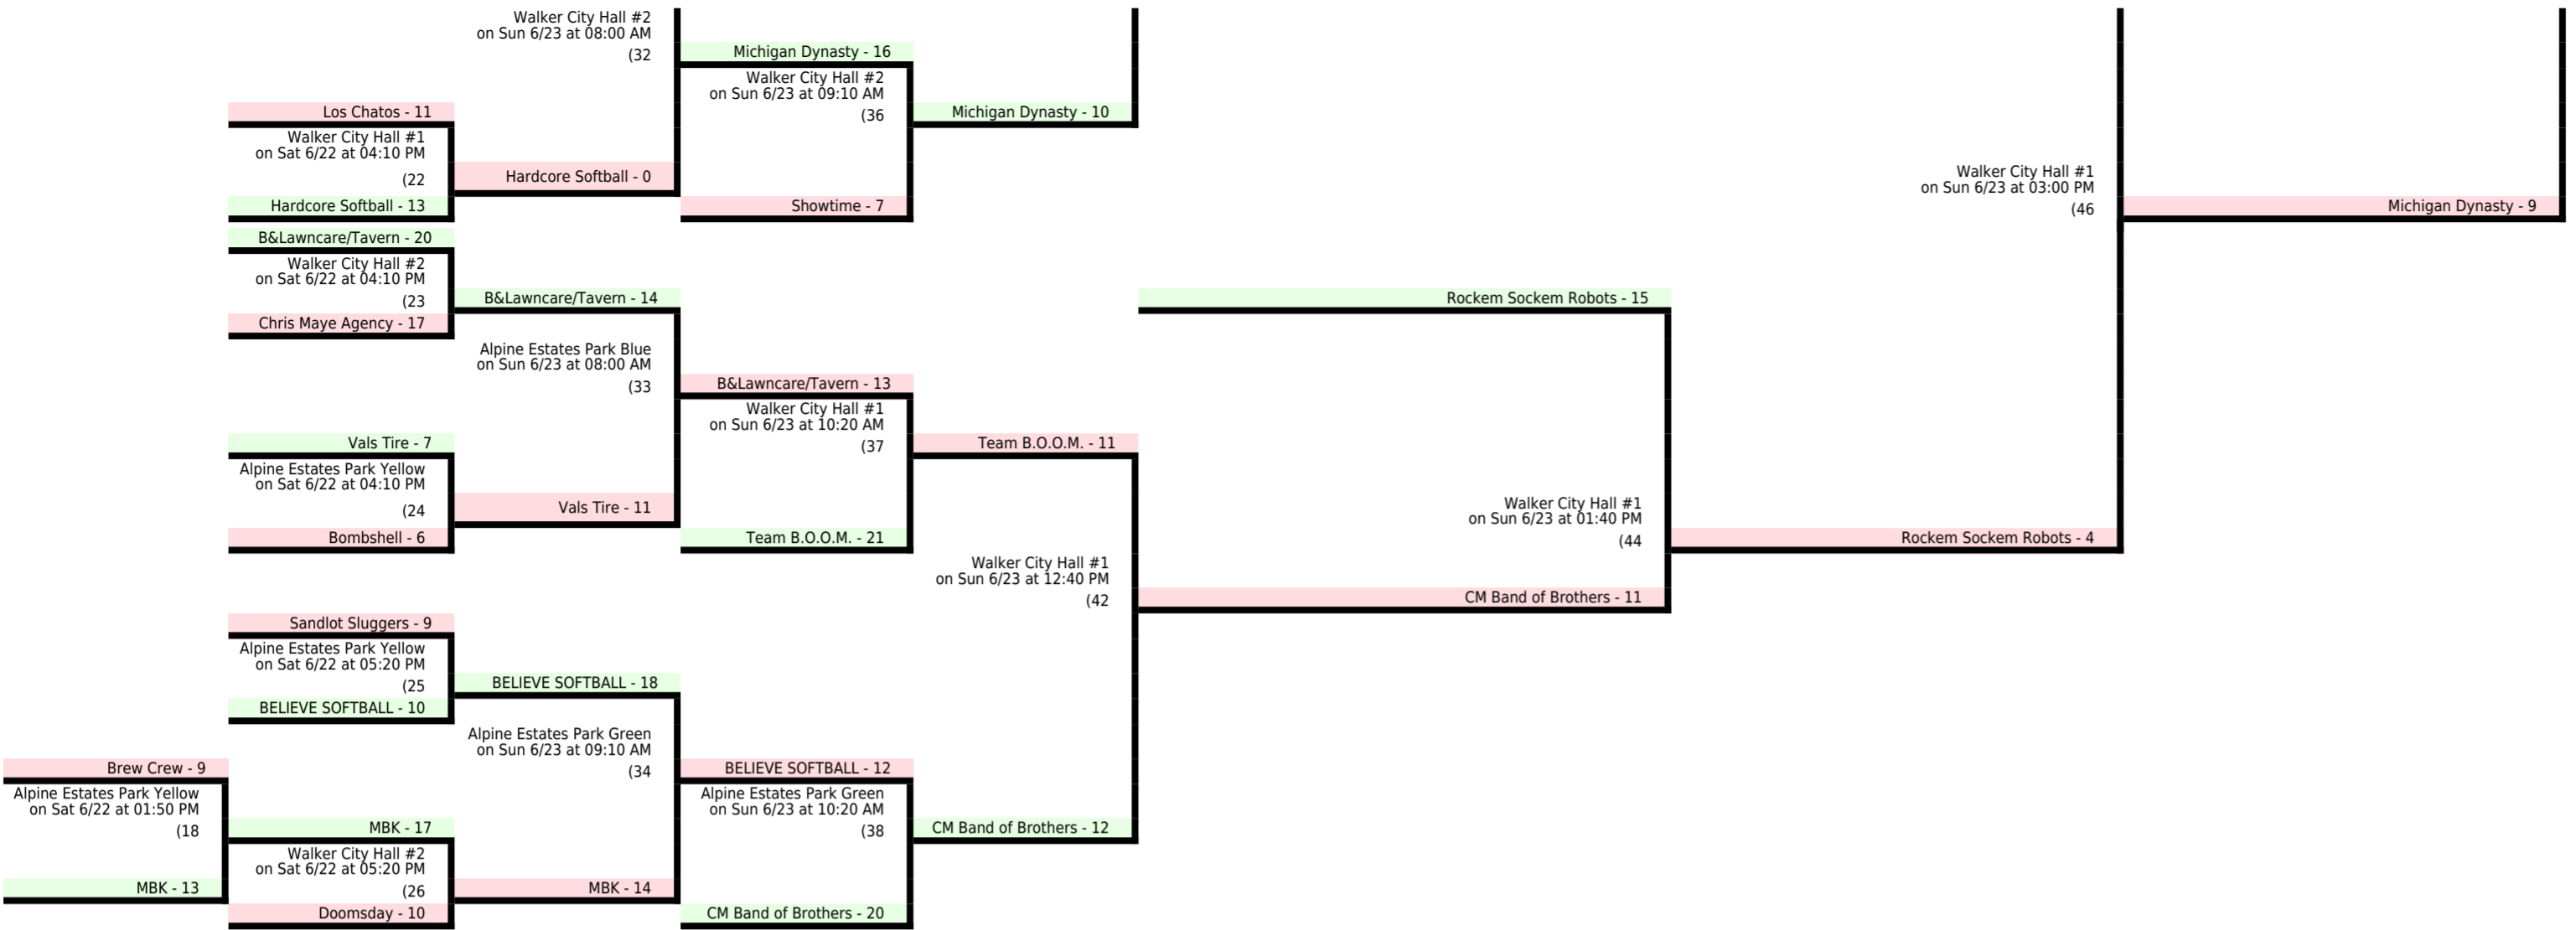 Walker City Hall #2
on Sun 6/23 at 08:00 AM
(32
Michigan Dynasty - 16
Walker City Hall #2
on Sun 6/23 at 09:10 AM
(36
Los Chatos - 11
Michigan Dynasty - 10
Walker City Hall #1
on Sat 6/22 at 04:10 PM
(22
Hardcore Softball - 0
Walker City Hall #1
on Sun 6/23 at 03:00 PM
(46
Hardcore Softball - 13
Showtime - 7
Michigan Dynasty - 9
B&Lawncare/Tavern - 20
Walker City Hall #2
on Sat 6/22 at 04:10 PM
(23
B&Lawncare/Tavern - 14
Rockem Sockem Robots - 15
Chris Maye Agency - 17
Alpine Estates Park Blue
on Sun 6/23 at 08:00 AM
(33
B&Lawncare/Tavern - 13
Walker City Hall #1
on Sun 6/23 at 10:20 AM
(37
Vals Tire - 7
Team B.O.O.M. - 11
Alpine Estates Park Yellow
on Sat 6/22 at 04:10 PM
(24
Vals Tire - 11
Walker City Hall #1
on Sun 6/23 at 01:40 PM
(44
Bombshell - 6
Team B.O.O.M. - 21
Rockem Sockem Robots - 4
Walker City Hall #1
on Sun 6/23 at 12:40 PM
(42
CM Band of Brothers - 11
Sandlot Sluggers - 9
Alpine Estates Park Yellow
on Sat 6/22 at 05:20 PM
(25
BELIEVE SOFTBALL - 18
BELIEVE SOFTBALL - 10
Alpine Estates Park Green
on Sun 6/23 at 09:10 AM
(34
Brew Crew - 9
BELIEVE SOFTBALL - 12
Alpine Estates Park Yellow
on Sat 6/22 at 01:50 PM
(18
Alpine Estates Park Green
on Sun 6/23 at 10:20 AM
(38
MBK - 17
CM Band of Brothers - 12
Walker City Hall #2
on Sat 6/22 at 05:20 PM
(26
MBK - 13
MBK - 14
Doomsday - 10
CM Band of Brothers - 20